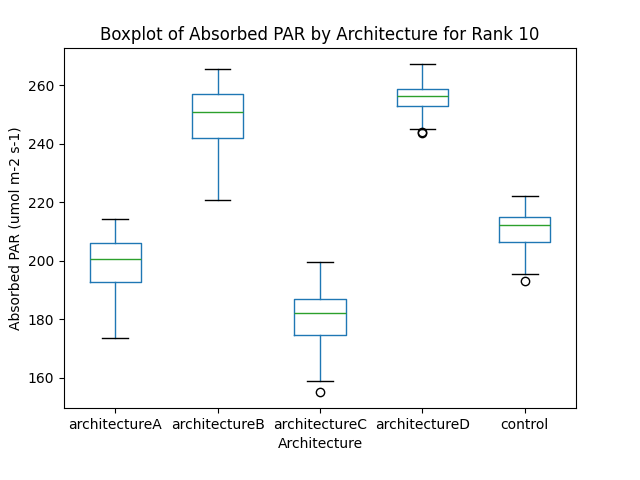 Boxplot of Absorbed PAR by Architecture for Rank 10
Absorbed PAR (umol m-2 s-1)
260
240
220
200
180
160
architectureA architectureB architectureC architectureD control
Architecture